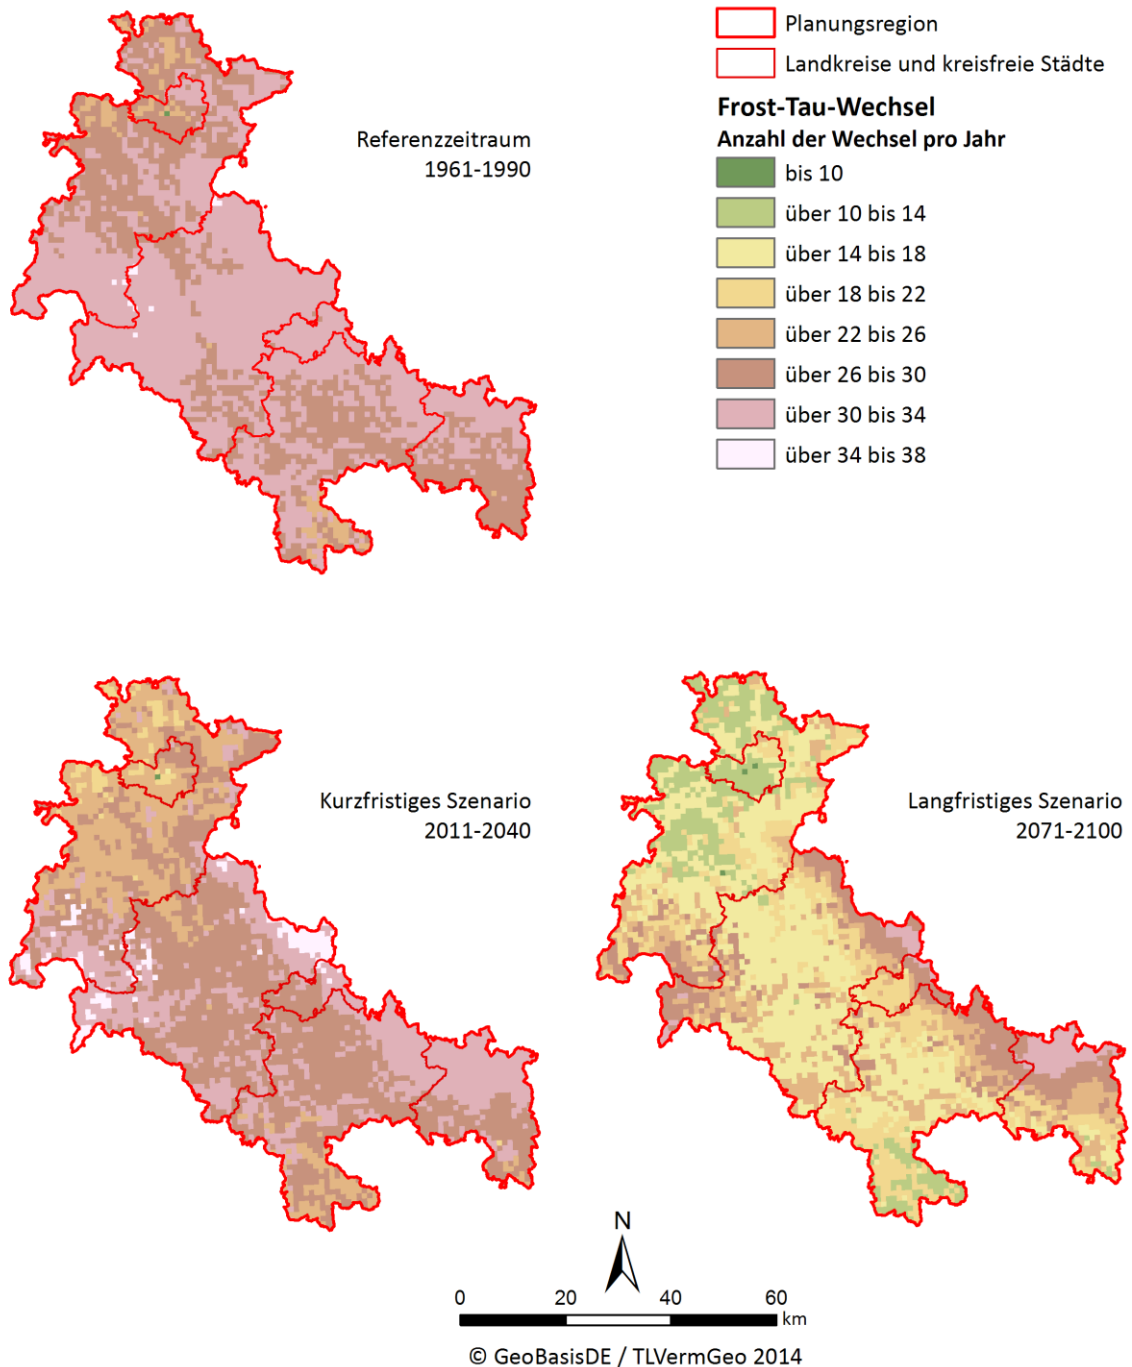 Planungsregion
Landkreise und kreisfreie Städte
Frost-Tau-Wechsel
Anzahl der Wechsel pro Jahr
bis 10
über 10 bis 14
über 14 bis 18
über 18 bis 22
über 22 bis 26
über 26 bis 30
über 30 bis 34
über 34 bis 38
Referenzzeitraum
1961-1990
Kurzfristiges Szenario
2011-2040
Langfristiges Szenario
2071-2100
N
0 20 40 60
km
© GeoBasisDE / TLVermGeo 2014